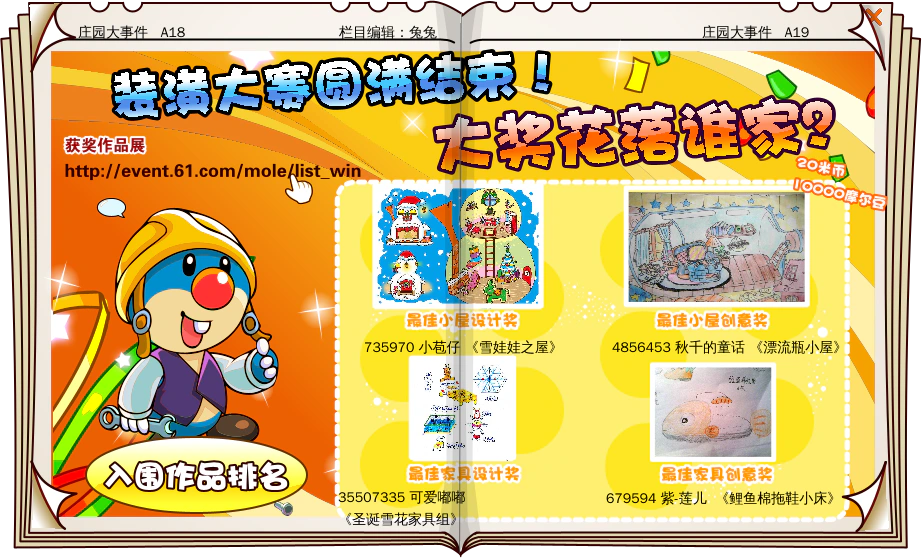 庄园大事件 A18
栏目编辑：兔兔
庄园大事件 A19
装潢大赛圆满结束！
大奖花落谁家?
获奖作品展
http://event.61.com/mole/list_win
20米币
10000摩尔豆
最佳小屋设计奖
735970 小苞仔 《雪娃娃之屋》
最佳小屋创意奖
4856453 秋千的童话 《漂流瓶小屋》
最佳家具设计奖
35507335 可爱嘟嘟
《圣诞雪花家具组》
最佳家具创意奖
679594 紫-莲儿 《鲤鱼棉拖鞋小床》
入围作品排名